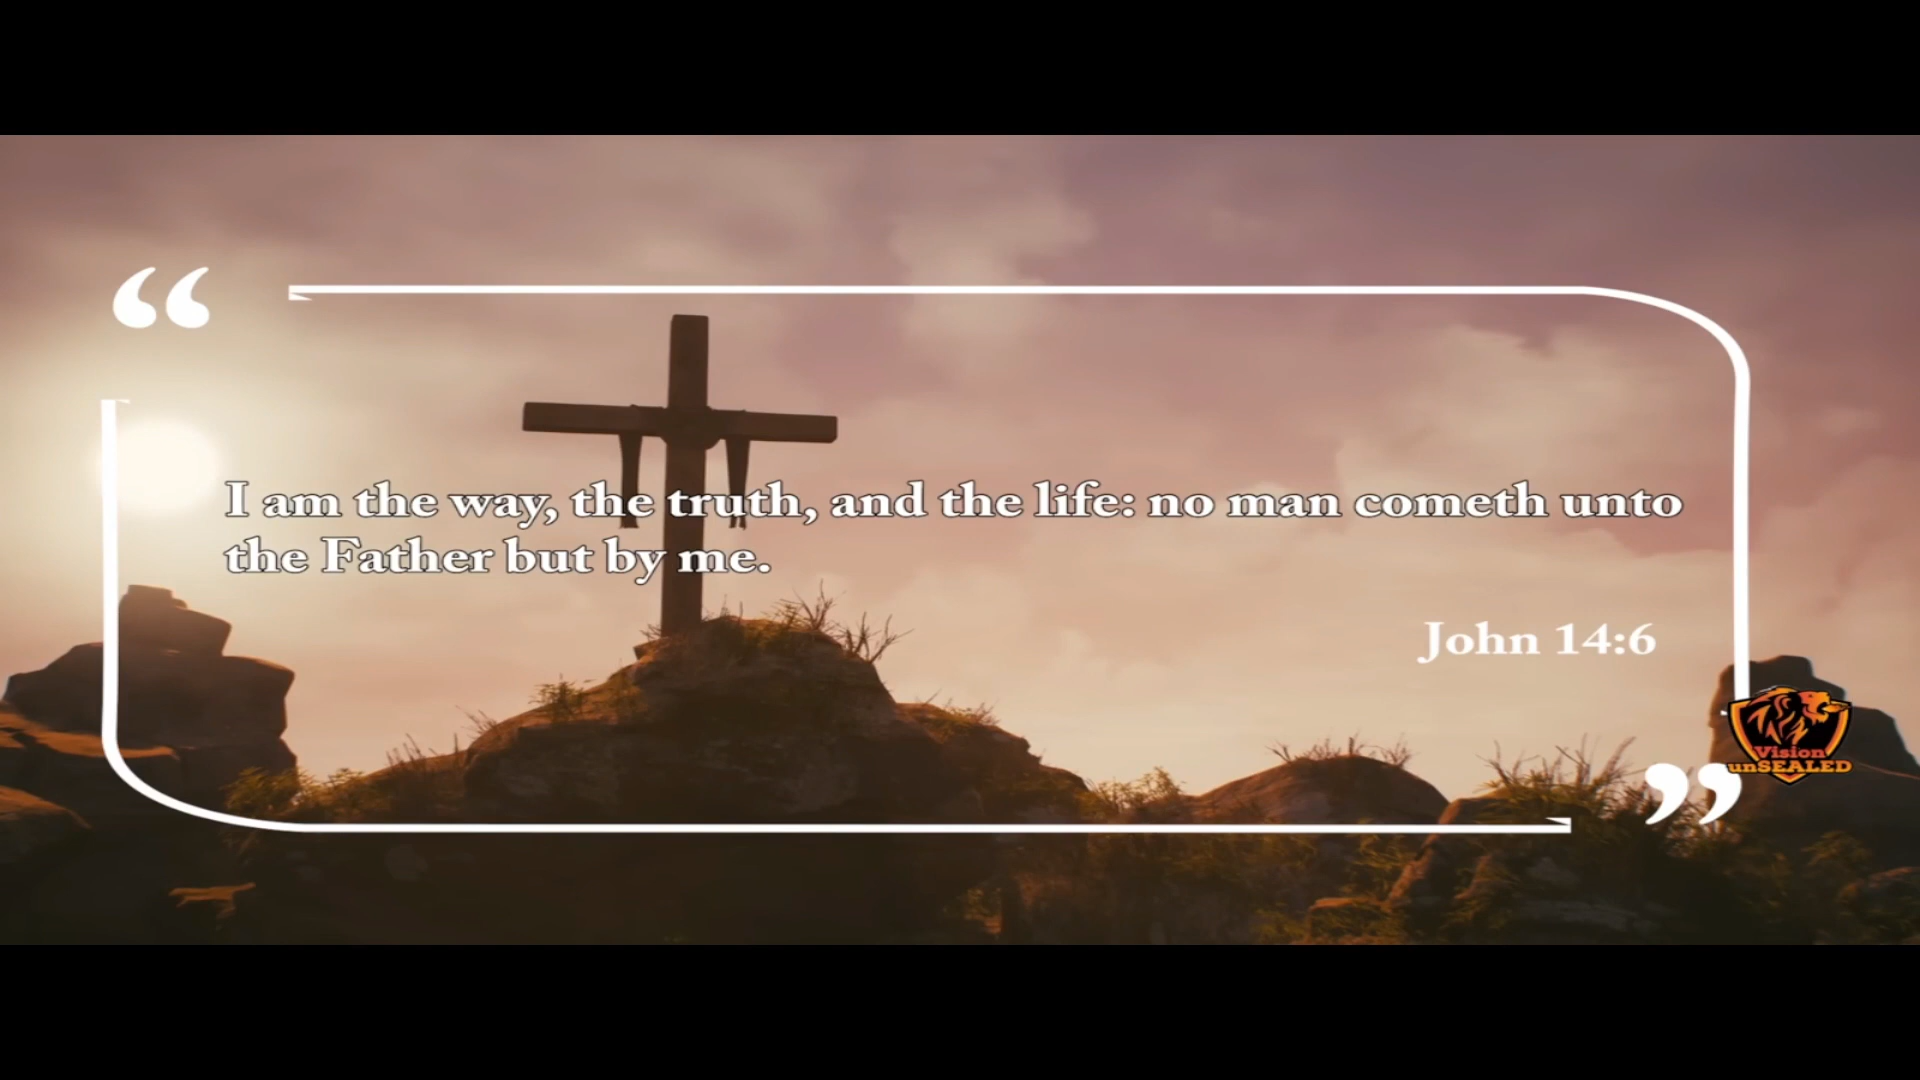 “
I am the way, the truth, and the life: no man cometh unto
the Father but by me.
John 14:6
”
Vision
unSEALED